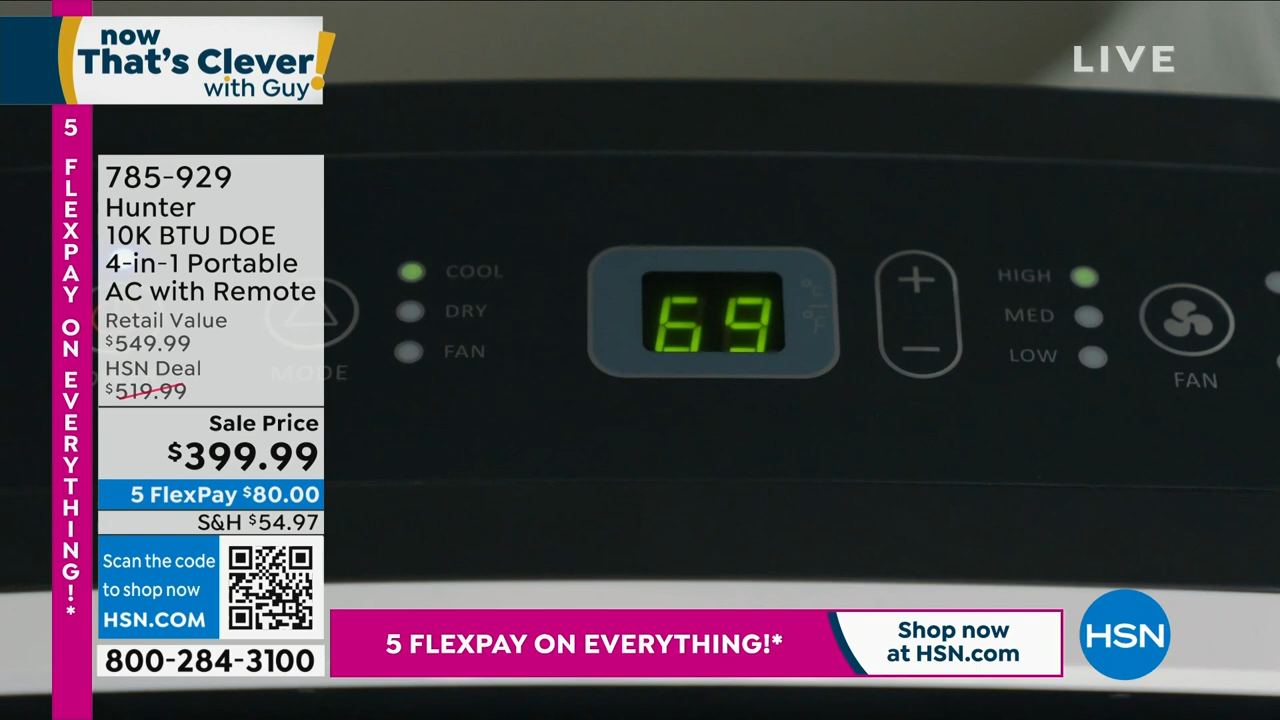 now
That's Clever!
with Guy
LIVE
5 FLEXPAY ON EVERYTHING!*
785-929
Hunter
10K BTU DOE
4-in-1 Portable
AC with Remote
Retail Value
$549.99
HSN Deal
$519.99
Sale Price
$399.99
5 FlexPay $80.00
S&H $54.97
Scan the code
to shop now
HSN.COM
800-284-3100
MODE
COOL
DRY
FAN
69
°F
+
−
HIGH
MED
LOW
FAN
5 FLEXPAY ON EVERYTHING!*
Shop now
at HSN.com
HSN